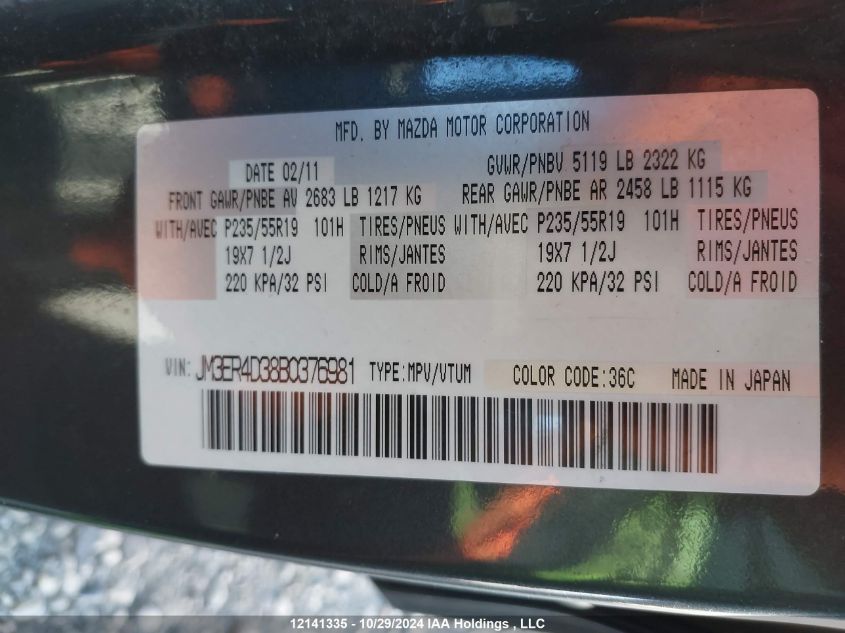 MFD. BY MAZDA MOTOR CORPORATION
DATE 02/11 GVWR/PNBV 5119 LB 2322 KG
FRONT GAWR/PNBE AV 2683 LB 1217 KG REAR GAWR/PNBE AR 2458 LB 1115 KG
WITH/AVEC P235/55R19 101H TIRES/PNEUS WITH/AVEC P235/55R19 101H TIRES/PNEUS
19X7 1/2J RIMS/JANTES 19X7 1/2J RIMS/JANTES
220 KPA/32 PSI COLD/A FROID 220 KPA/32 PSI COLD/A FROID
VIN: JM3ER4D38B0376981 TYPE:MPV/VTUM COLOR CODE:36C MADE IN JAPAN
12141335 - 10/29/2024 IAA Holdings , LLC